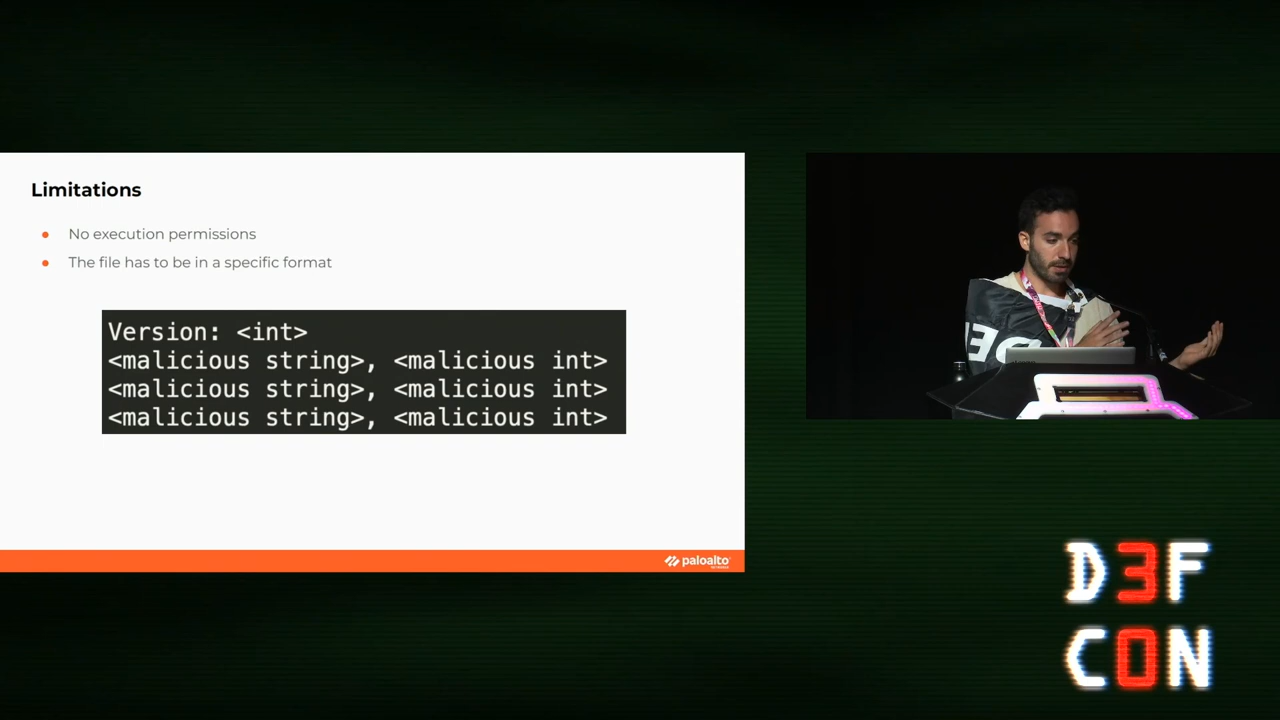 Limitations
No execution permissions
The file has to be in a specific format
Version: <int>
<malicious string>, <malicious int>
<malicious string>, <malicious int>
<malicious string>, <malicious int>
paloalto
D3F
C0N